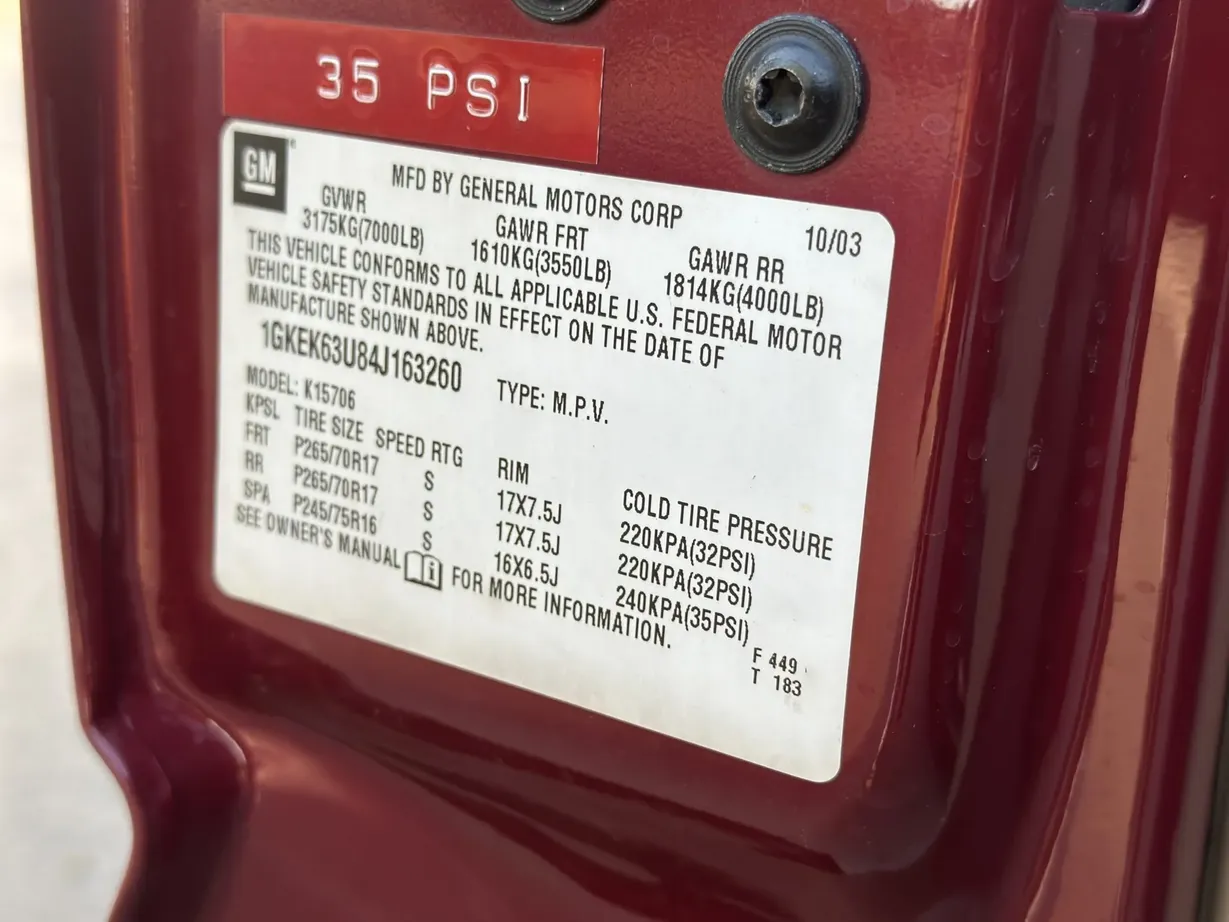 35 PSI
GM
MFD BY GENERAL MOTORS CORP 10/03
GVWR GAWR FRT GAWR RR
3175KG(7000LB) 1610KG(3550LB) 1814KG(4000LB)
THIS VEHICLE CONFORMS TO ALL APPLICABLE U.S. FEDERAL MOTOR
VEHICLE SAFETY STANDARDS IN EFFECT ON THE DATE OF
MANUFACTURE SHOWN ABOVE.
1GKEK63U84J163260 TYPE: M.P.V.
MODEL: K15706
KPSL TIRE SIZE SPEED RTG RIM COLD TIRE PRESSURE
FRT P265/70R17 S 17X7.5J 220KPA(32PSI)
RR P265/70R17 S 17X7.5J 220KPA(32PSI)
SPA P245/75R16 S 16X6.5J 240KPA(35PSI)
SEE OWNER'S MANUAL i FOR MORE INFORMATION.
F 449
T 183